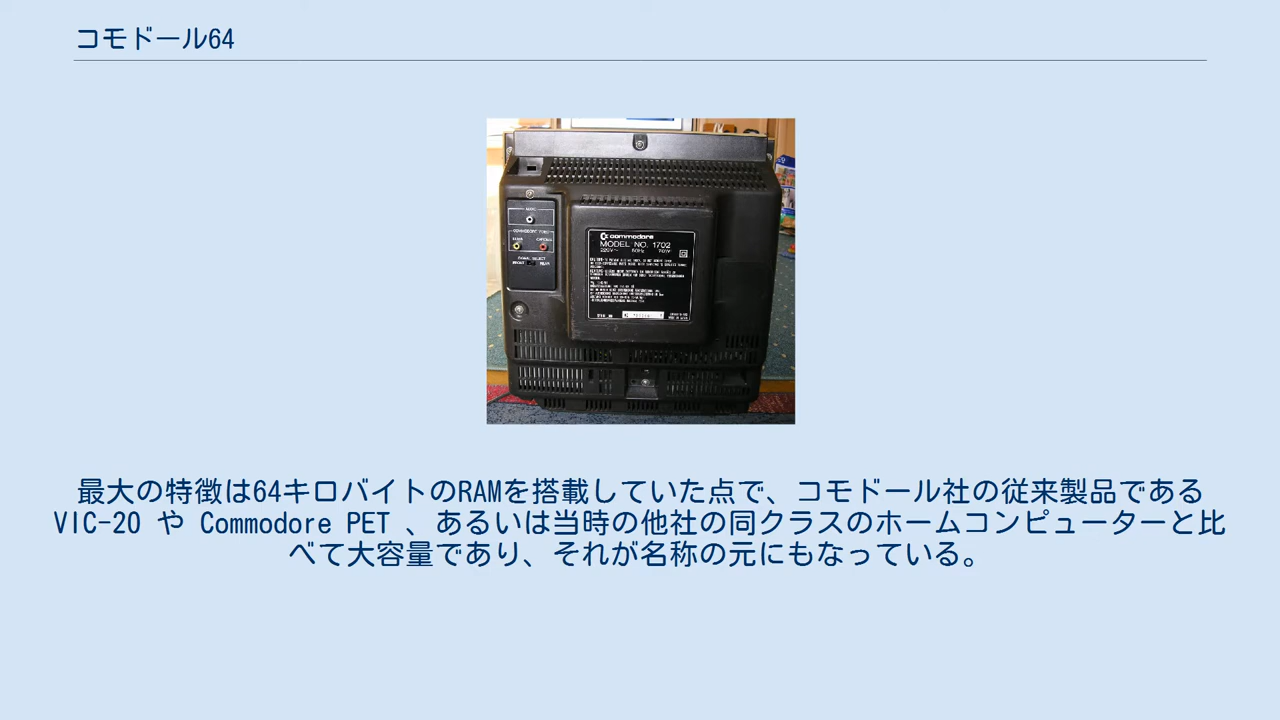 コモドール64
commodore
MODEL NO. 1702
220V~ 50Hz
最大の特徴は64キロバイトのRAMを搭載していた点で、コモドール社の従来製品である
VIC-20 や Commodore PET 、あるいは当時の他社の同クラスのホームコンピューターと比
べて大容量であり、それが名称の元にもなっている。